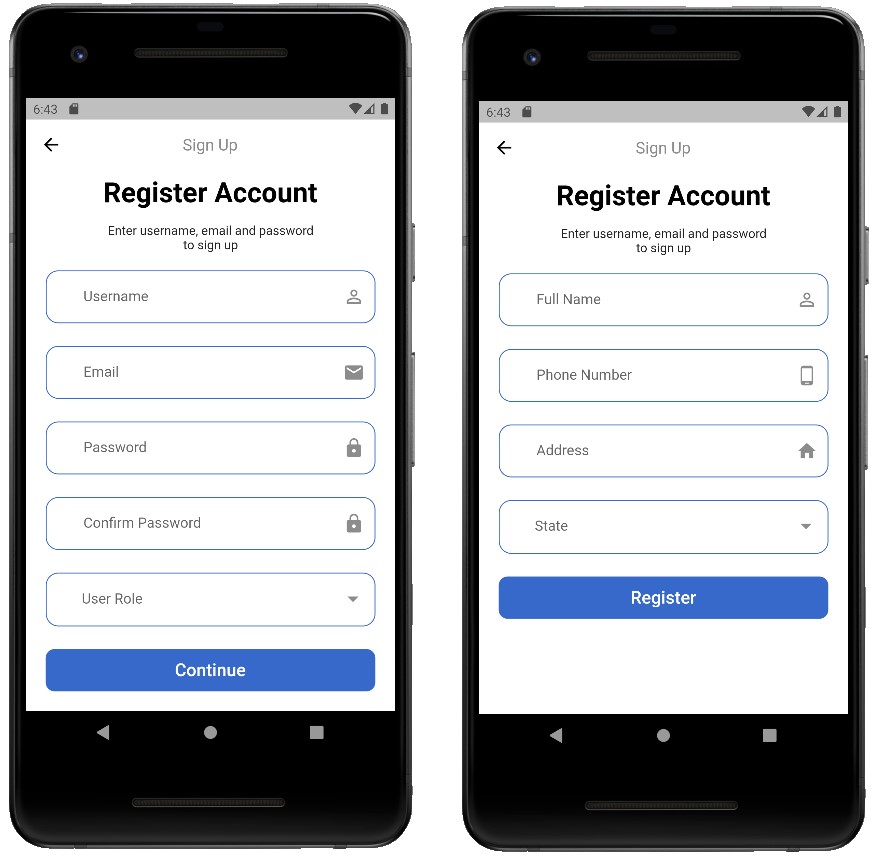 6:43
Sign Up
Register Account
Enter username, email and password
to sign up
Username
Email
Password
Confirm Password
User Role
Continue
6:43
Sign Up
Register Account
Enter username, email and password
to sign up
Full Name
Phone Number
Address
State
Register